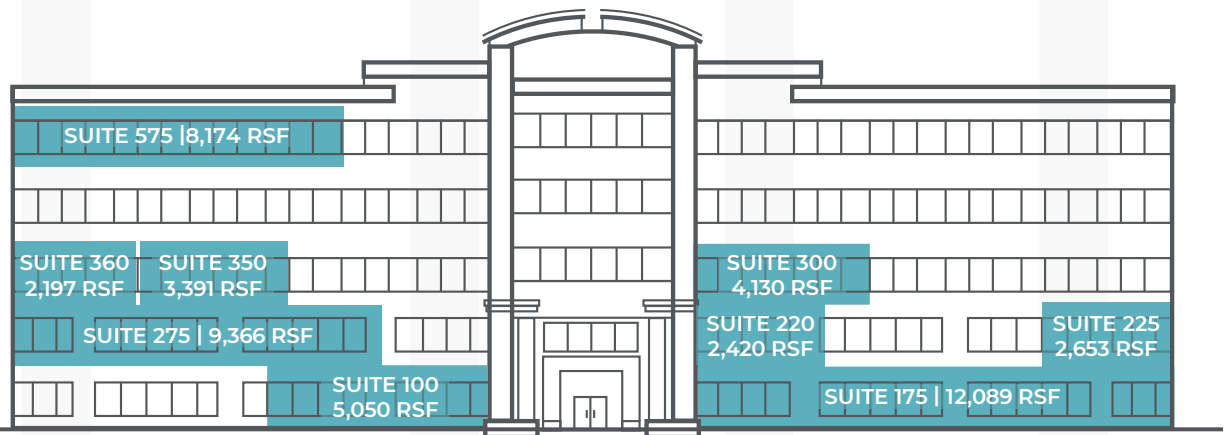 SUITE 575 |8,174 RSF
SUITE 360
2,197 RSF
SUITE 350
3,391 RSF
SUITE 300
4,130 RSF
SUITE 275 | 9,366 RSF
SUITE 220
2,420 RSF
SUITE 225
2,653 RSF
SUITE 100
5,050 RSF
SUITE 175 | 12,089 RSF